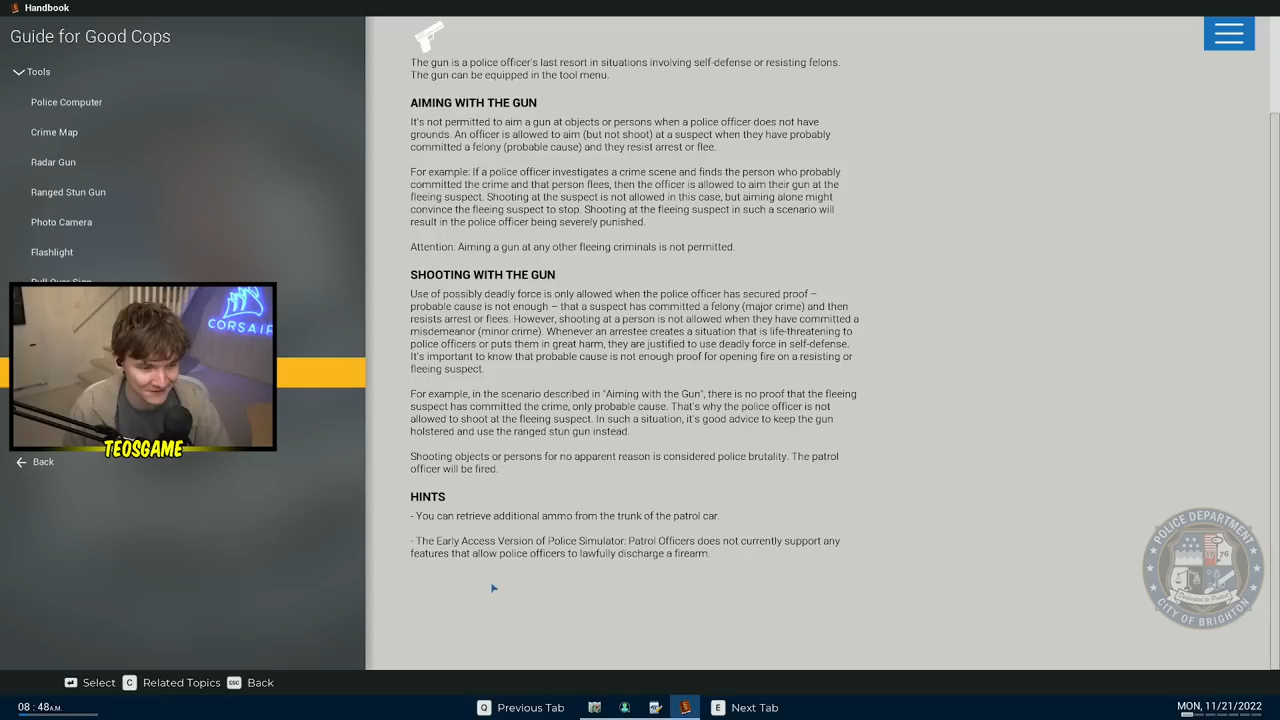 Handbook
Guide for Good Cops
Tools
Police Computer
Crime Map
Radar Gun
Ranged Stun Gun
Photo Camera
Flashlight
Pull Over Sign
CORSAIR
TEOSGAME
Back
The gun is a police officer's last resort in situations involving self-defense or resisting felons.
The gun can be equipped in the tool menu.
AIMING WITH THE GUN
It's not permitted to aim a gun at objects or persons when a police officer does not have
grounds. An officer is allowed to aim (but not shoot) at a suspect when they have probably
committed a felony (probable cause) and they resist arrest or flee.
For example: If a police officer investigates a crime scene and finds the person who probably
committed the crime and that person flees, then the officer is allowed to aim their gun at the
fleeing suspect. Shooting at the suspect is not allowed in this case, but aiming alone might
convince the fleeing suspect to stop. Shooting at the fleeing suspect in such a scenario will
result in the police officer being severely punished.
Attention: Aiming a gun at any other fleeing criminals is not permitted.
SHOOTING WITH THE GUN
Use of possibly deadly force is only allowed when the police officer has secured proof –
probable cause is not enough – that a suspect has committed a felony (major crime) and then
resists arrest or flees. However, shooting at a person is not allowed when they have committed a
misdemeanor (minor crime). Whenever an arrestee creates a situation that is life-threatening to
police officers or puts them in great harm, they are justified to use deadly force in self-defense.
It's important to know that probable cause is not enough proof for opening fire on a resisting or
fleeing suspect.
For example, in the scenario described in "Aiming with the Gun", there is no proof that the fleeing
suspect has committed the crime, only probable cause. That's why the police officer is not
allowed to shoot at the fleeing suspect. In such a situation, it's good advice to keep the gun
holstered and use the ranged stun gun instead.
Shooting objects or persons for no apparent reason is considered police brutality. The patrol
officer will be fired.
HINTS
- You can retrieve additional ammo from the trunk of the patrol car.
- The Early Access Version of Police Simulator: Patrol Officers does not currently support any
features that allow police officers to lawfully discharge a firearm.
POLICE DEPARTMENT
1776
Dedicated to Protect
CITY OF BRIGHTON
Select
C Related Topics
ESC Back
08 : 48 A.M.
Q Previous Tab
E Next Tab
MON, 11/21/2022